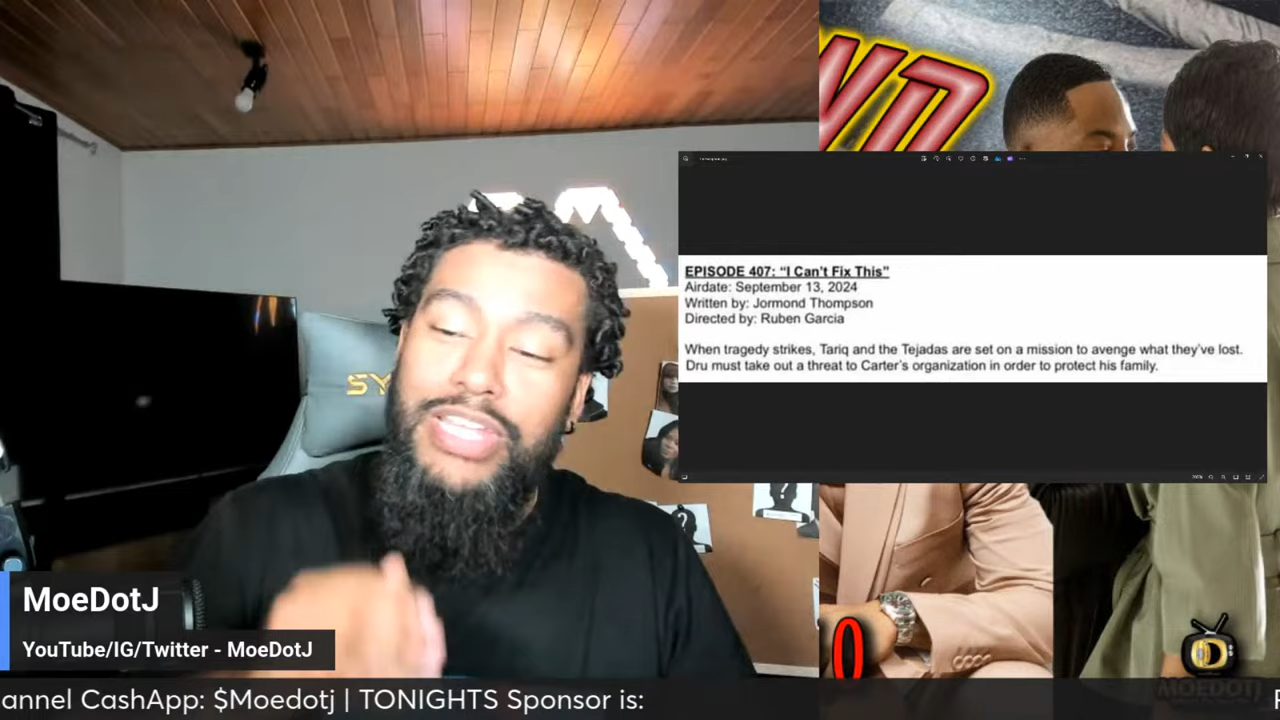 EPISODE 407: “I Can’t Fix This”
Airdate: September 13, 2024
Written by: Jormond Thompson
Directed by: Ruben Garcia
When tragedy strikes, Tariq and the Tejadas are set on a mission to avenge what they’ve lost.
Dru must take out a threat to Carter’s organization in order to protect his family.
SY
?
?
0
MOEDOTJ
MoeDotJ
YouTube/IG/Twitter - MoeDotJ
annel CashApp: $Moedotj | TONIGHTS Sponsor is: